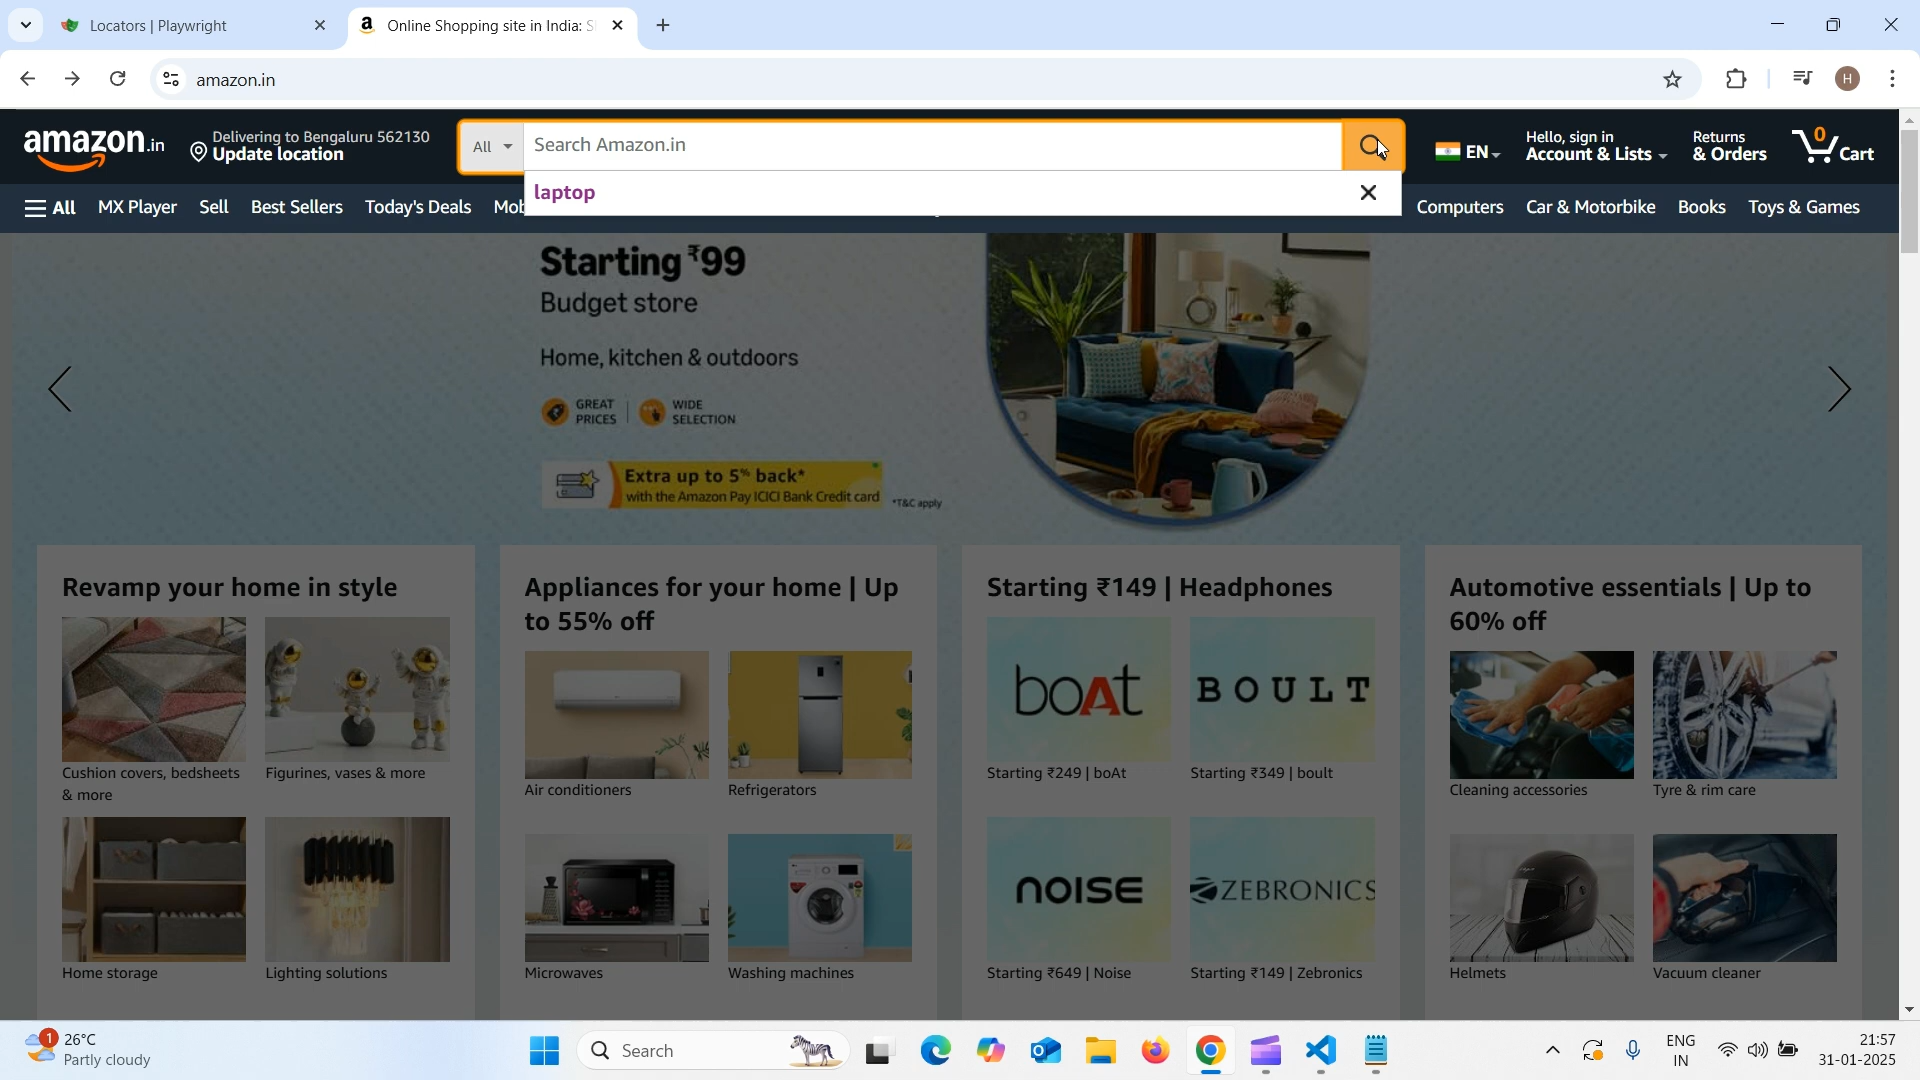 Locators | Playwright
Online Shopping site in India: S
amazon.in
H
amazon.in
Delivering to Bengaluru 562130
Update location
All
Search Amazon.in
EN
Hello, sign in
Account & Lists
Returns
& Orders
0
Cart
laptop
All
MX Player
Sell
Best Sellers
Today's Deals
Mob
Computers
Car & Motorbike
Books
Toys & Games
Starting ₹99
Budget store
Home, kitchen & outdoors
GREAT
PRICES
WIDE
SELECTION
Extra up to 5% back*
with the Amazon Pay ICICI Bank Credit card
*T&C apply
Revamp your home in style
Cushion covers, bedsheets
& more
Figurines, vases & more
Home storage
Lighting solutions
Appliances for your home | Up
to 55% off
Air conditioners
Refrigerators
Microwaves
Washing machines
Starting ₹149 | Headphones
boAt
BOULT
Starting ₹249 | boAt
Starting ₹349 | boult
noise
ZEBRONICS
Starting ₹649 | Noise
Starting ₹149 | Zebronics
Automotive essentials | Up to
60% off
Cleaning accessories
Tyre & rim care
Helmets
Vacuum cleaner
1
26°C
Partly cloudy
Search
ENG
IN
21:57
31-01-2025